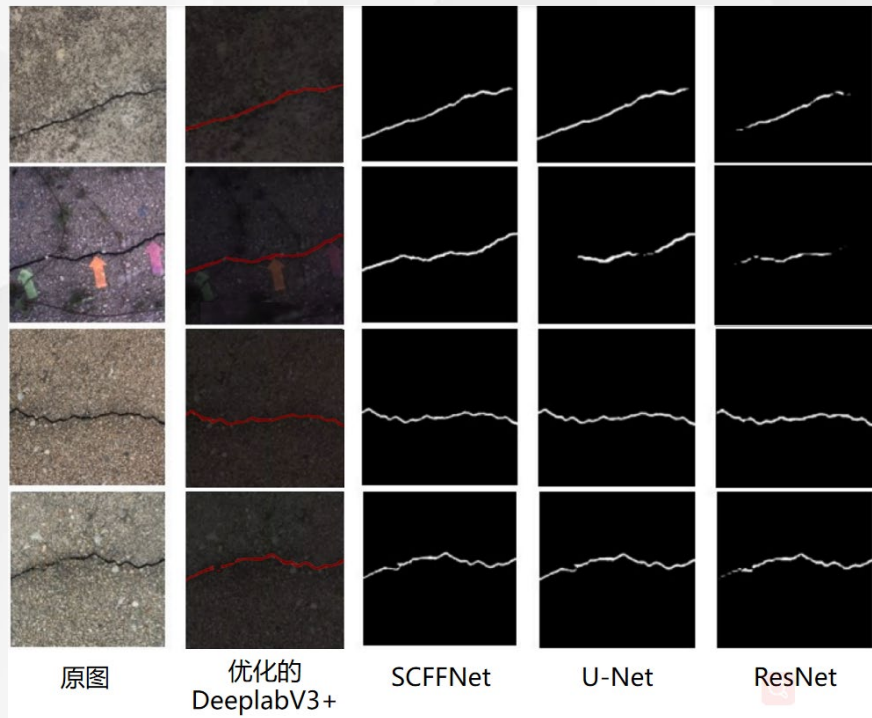 原图
优化的
DeeplabV3+
SCFFNet
U-Net
ResNet